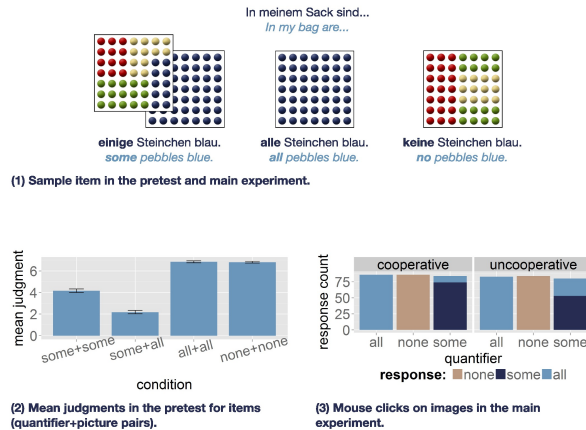 In meinem Sack sind...
In my bag are...
einige Steinchen blau.
some pebbles blue.
alle Steinchen blau.
all pebbles blue.
keine Steinchen blau.
no pebbles blue.
(1) Sample item in the pretest and main experiment.
mean judgment
6
4
2
0
some+some
some+all
all+all
none+none
condition
(2) Mean judgments in the pretest for items
(quantifier+picture pairs).
response count
cooperative
uncooperative
75
50
25
0
all none some
all none some
quantifier
response: none some all
(3) Mouse clicks on images in the main
experiment.